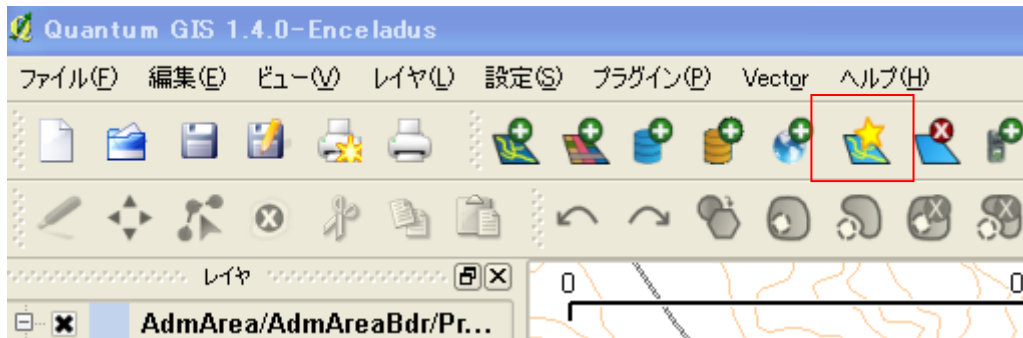 Quantum GIS 1.4.0-Enceladus
ファイル(F) 編集(E) ビュー(V) レイヤ(L) 設定(S) プラグイン(P) Vector ヘルプ(H)
レイヤ
0 0
AdmArea/AdmAreaBdr/Pr...